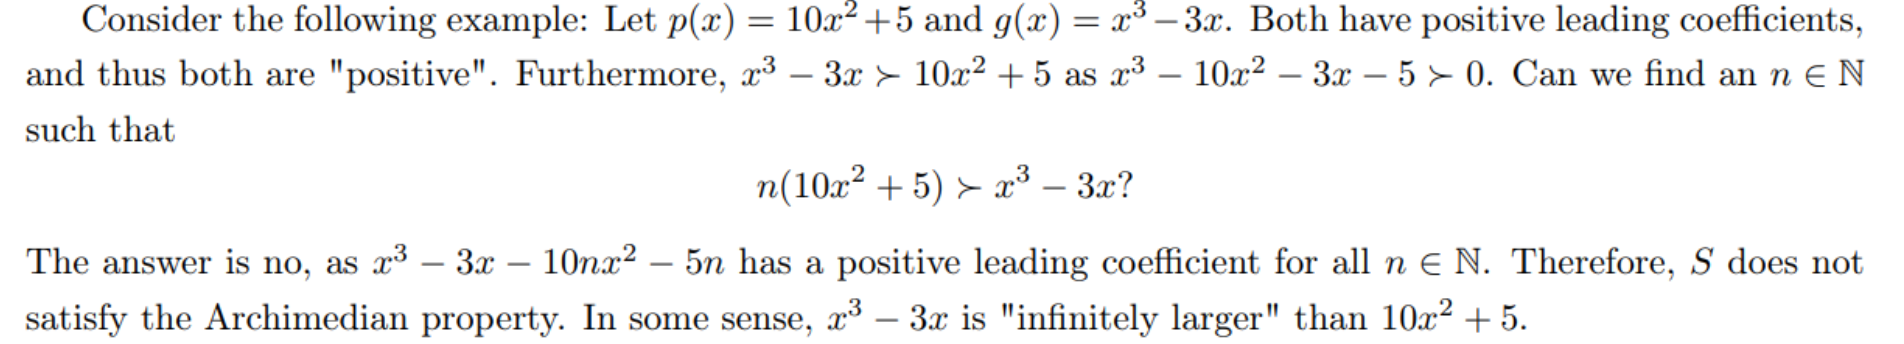 Consider the following example: Let p(x) = 10x² + 5 and g(x) = x³ − 3x. Both have positive leading coefficients,
and thus both are "positive". Furthermore, x³ − 3x ≻ 10x² + 5 as x³ − 10x² − 3x − 5 ≻ 0. Can we find an n ∈ ℕ
such that
n(10x² + 5) ≻ x³ − 3x?
The answer is no, as x³ − 3x − 10nx² − 5n has a positive leading coefficient for all n ∈ ℕ. Therefore, S does not
satisfy the Archimedian property. In some sense, x³ − 3x is "infinitely larger" than 10x² + 5.